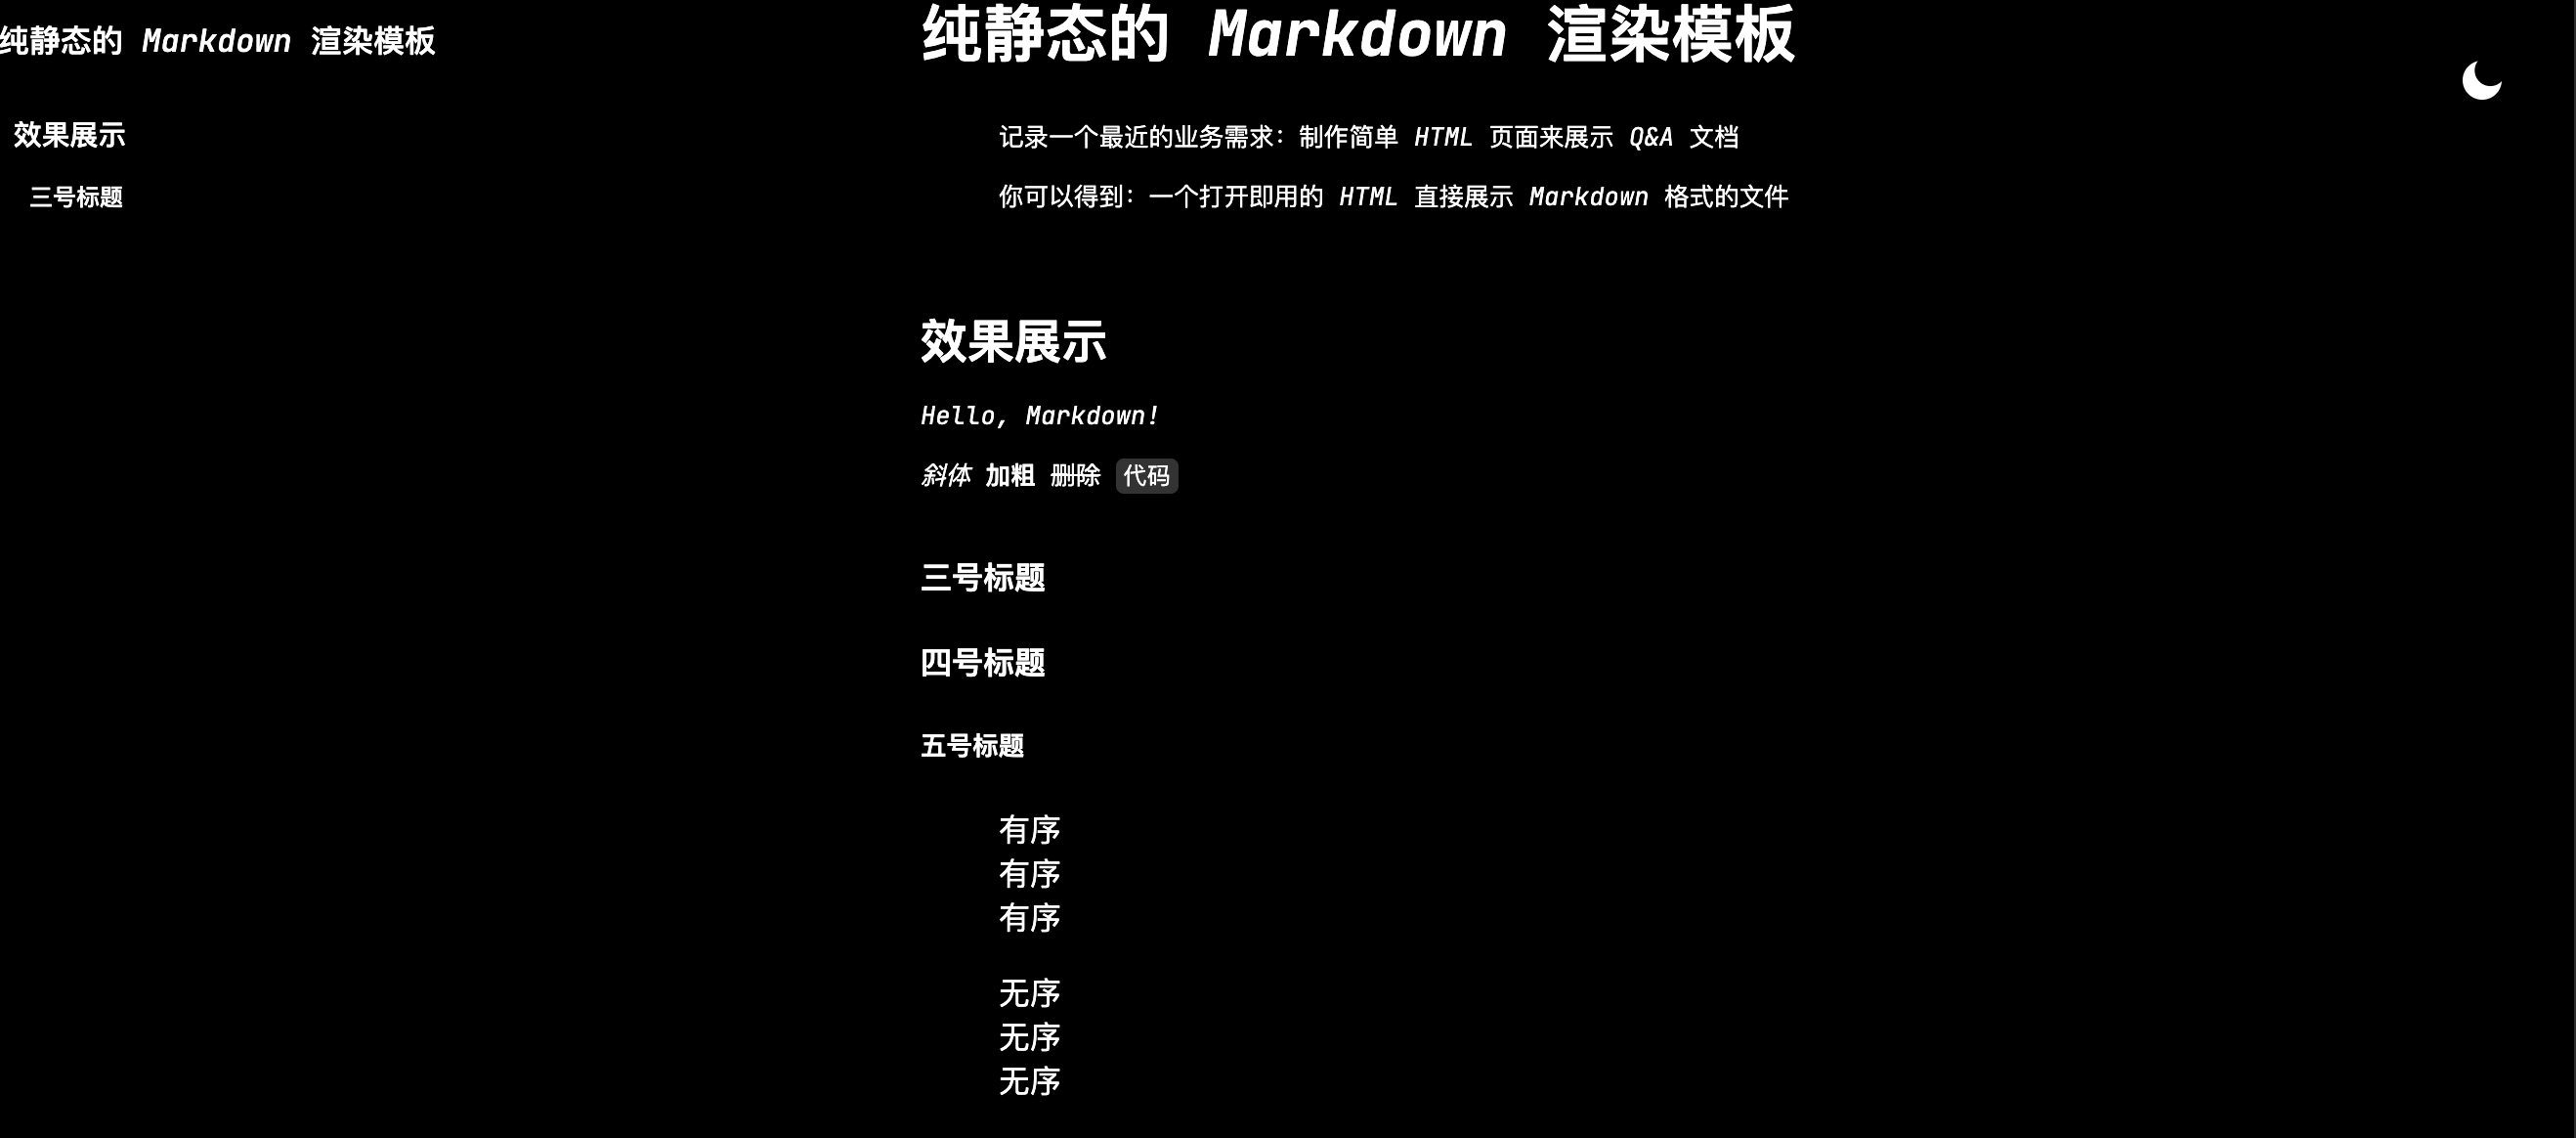 纯静态的 Markdown 渲染模板
效果展示
三号标题
纯静态的 Markdown 渲染模板
记录一个最近的业务需求：制作简单 HTML 页面来展示 Q&A 文档
你可以得到：一个打开即用的 HTML 直接展示 Markdown 格式的文件
效果展示
Hello, Markdown!
斜体 加粗 删除 代码
三号标题
四号标题
五号标题
有序
有序
有序
无序
无序
无序